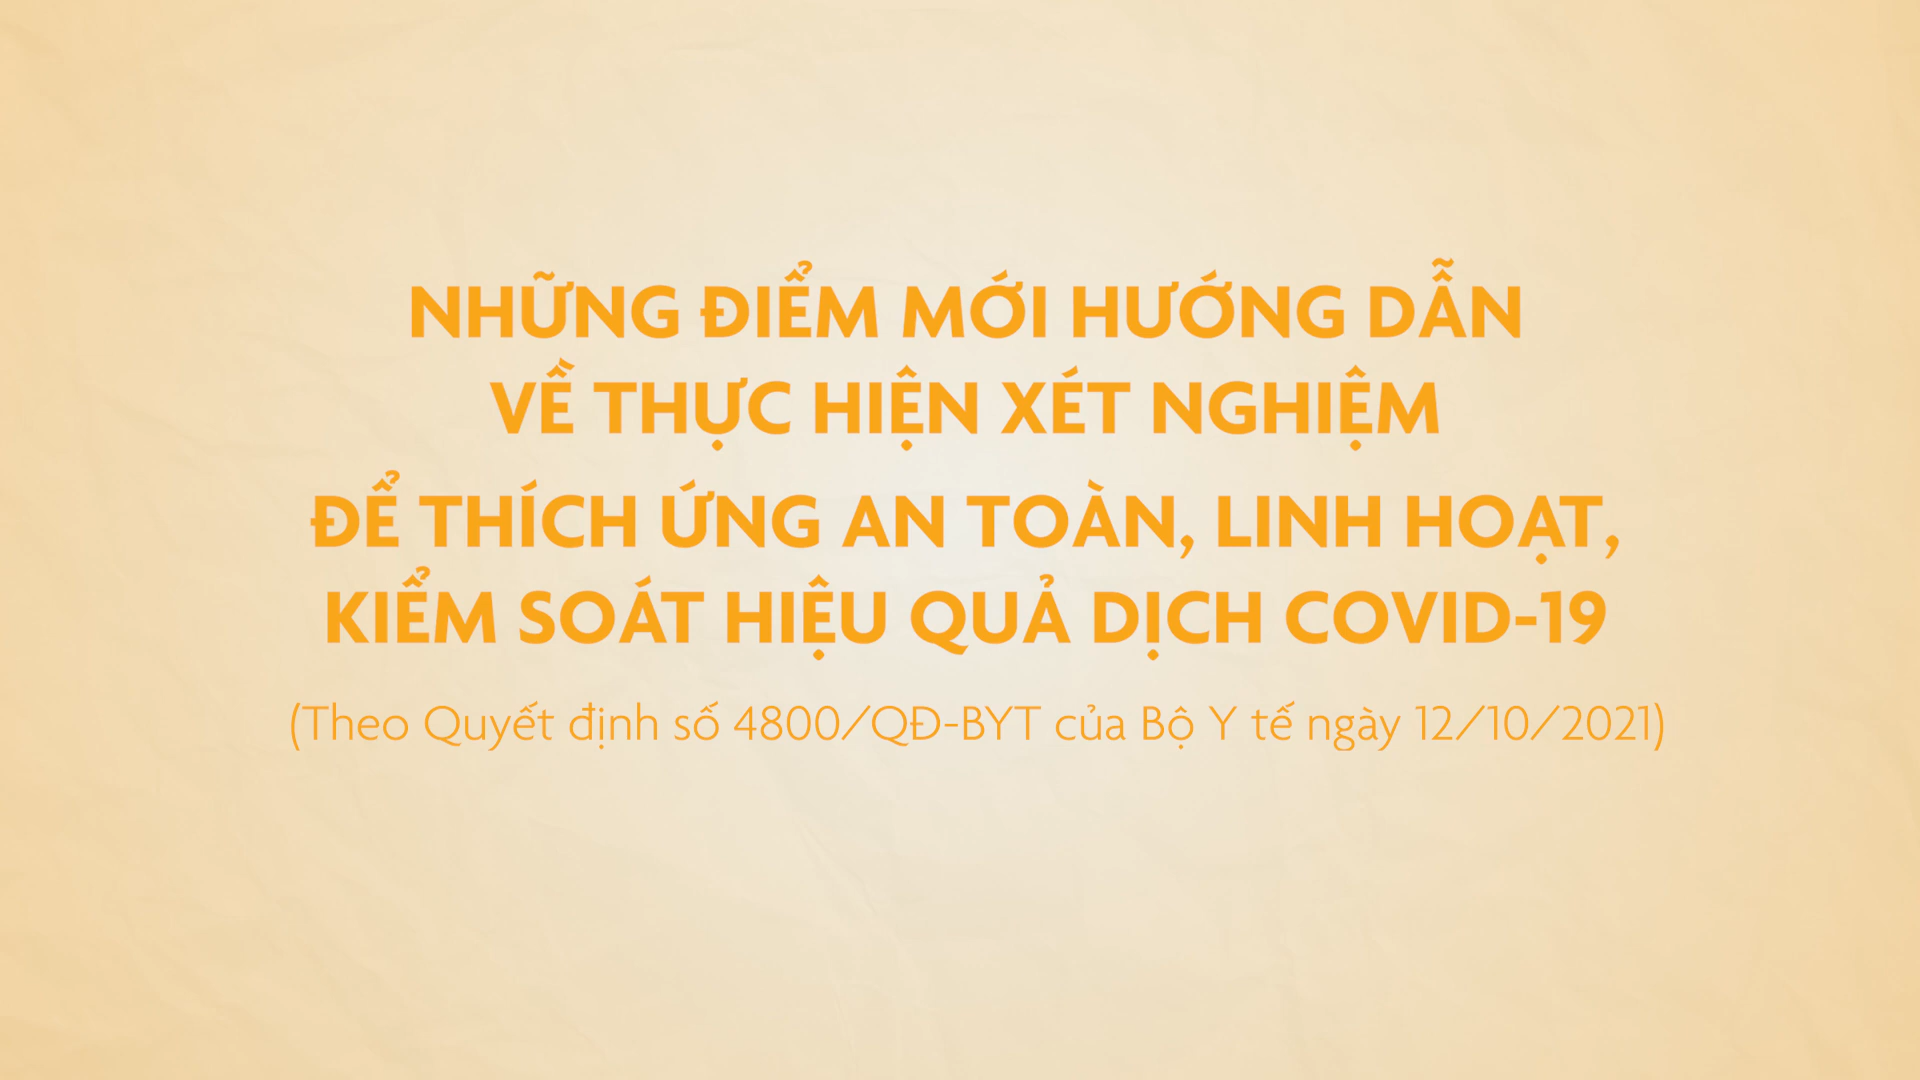 NHỮNG ĐIỂM MỚI HƯỚNG DẪN
VỀ THỰC HIỆN XÉT NGHIỆM
ĐỂ THÍCH ỨNG AN TOÀN, LINH HOẠT,
KIỂM SOÁT HIỆU QUẢ DỊCH COVID-19
(Theo Quyết định số 4800/QĐ-BYT của Bộ Y tế ngày 12/10/2021)